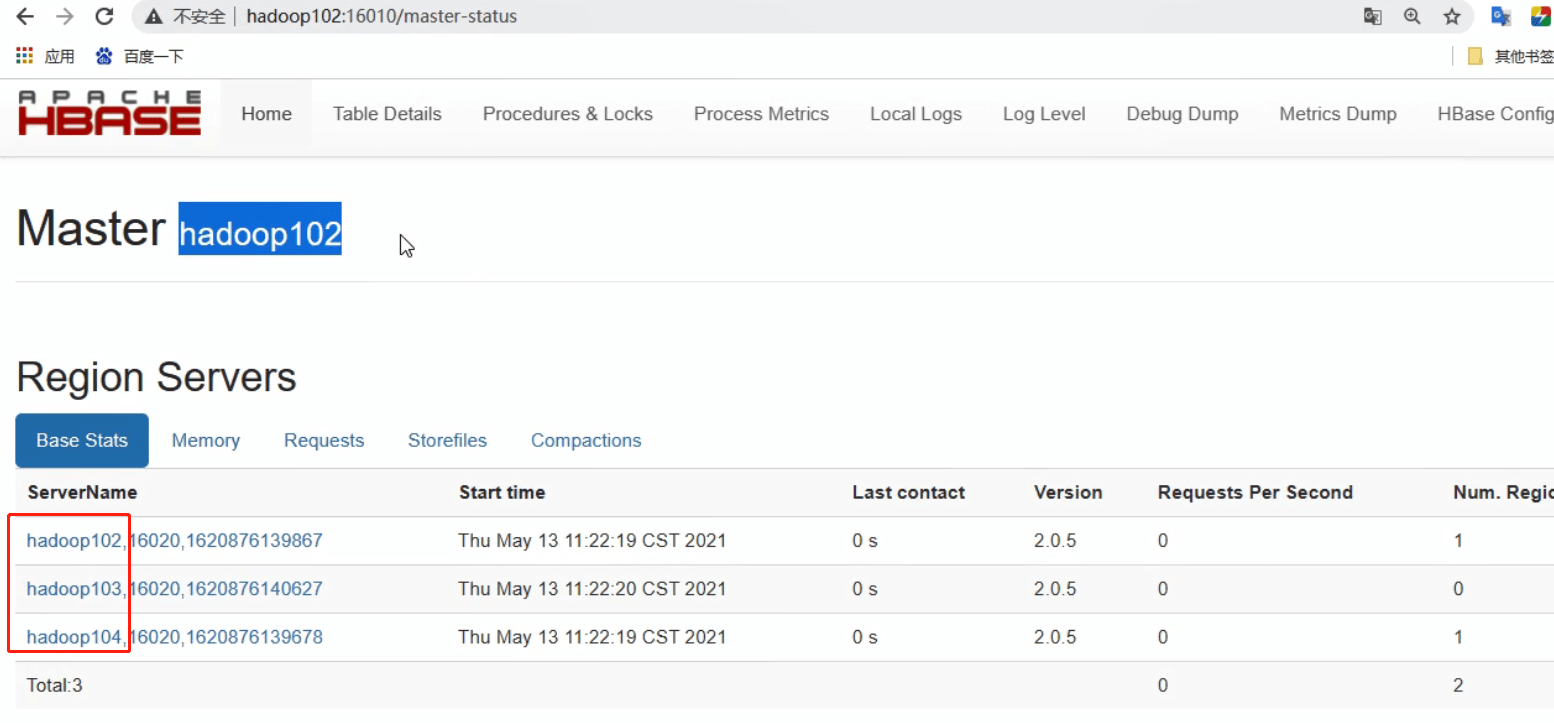 不安全 hadoop102:16010/master-status
应用 百度一下 其他书签
APACHE HBASE Home Table Details Procedures & Locks Process Metrics Local Logs Log Level Debug Dump Metrics Dump HBase Config
Master hadoop102
Region Servers
Base Stats Memory Requests Storefiles Compactions
ServerName Start time Last contact Version Requests Per Second Num. Regio
hadoop102,16020,1620876139867 Thu May 13 11:22:19 CST 2021 0 s 2.0.5 0 1
hadoop103,16020,1620876140627 Thu May 13 11:22:20 CST 2021 0 s 2.0.5 0 0
hadoop104,16020,1620876139678 Thu May 13 11:22:19 CST 2021 0 s 2.0.5 0 1
Total:3 0 2